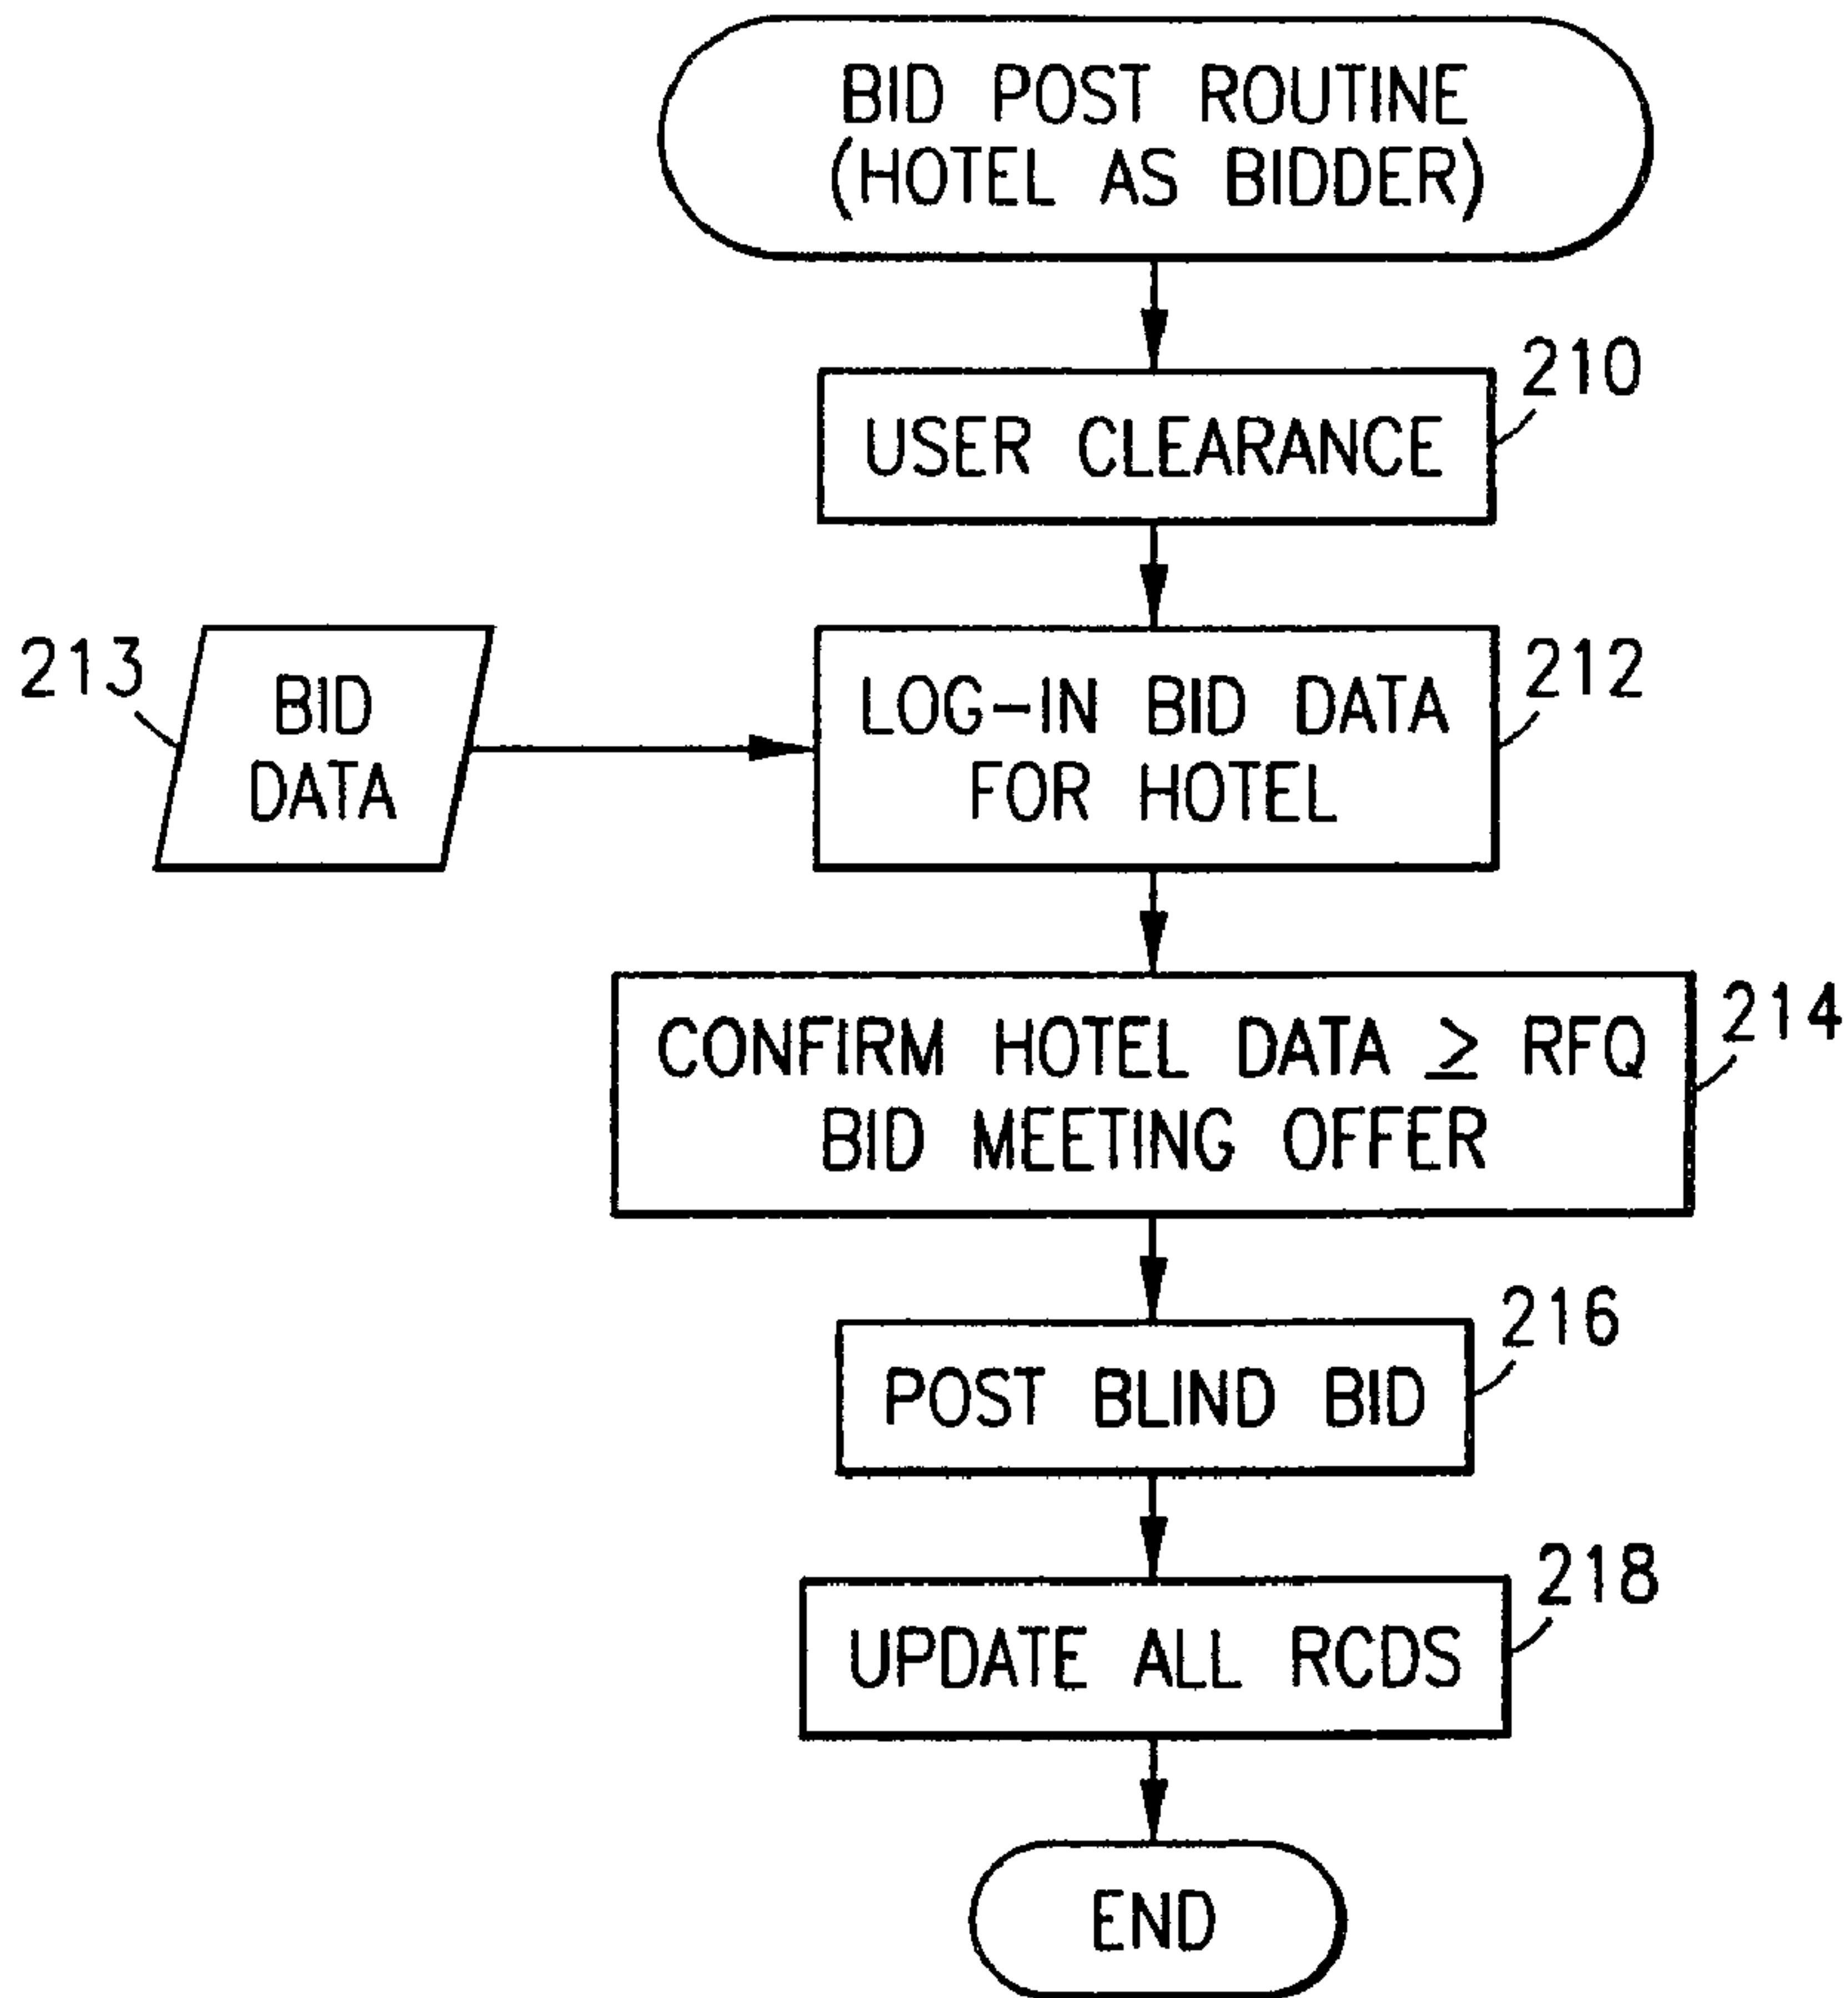 BID POST ROUTINE
(HOTEL AS BIDDER)
210
USER CLEARANCE
213
BID
DATA
212
LOG-IN BID DATA
FOR HOTEL
214
CONFIRM HOTEL DATA ≥ RFQ
BID MEETING OFFER
216
POST BLIND BID
218
UPDATE ALL RCDS
END